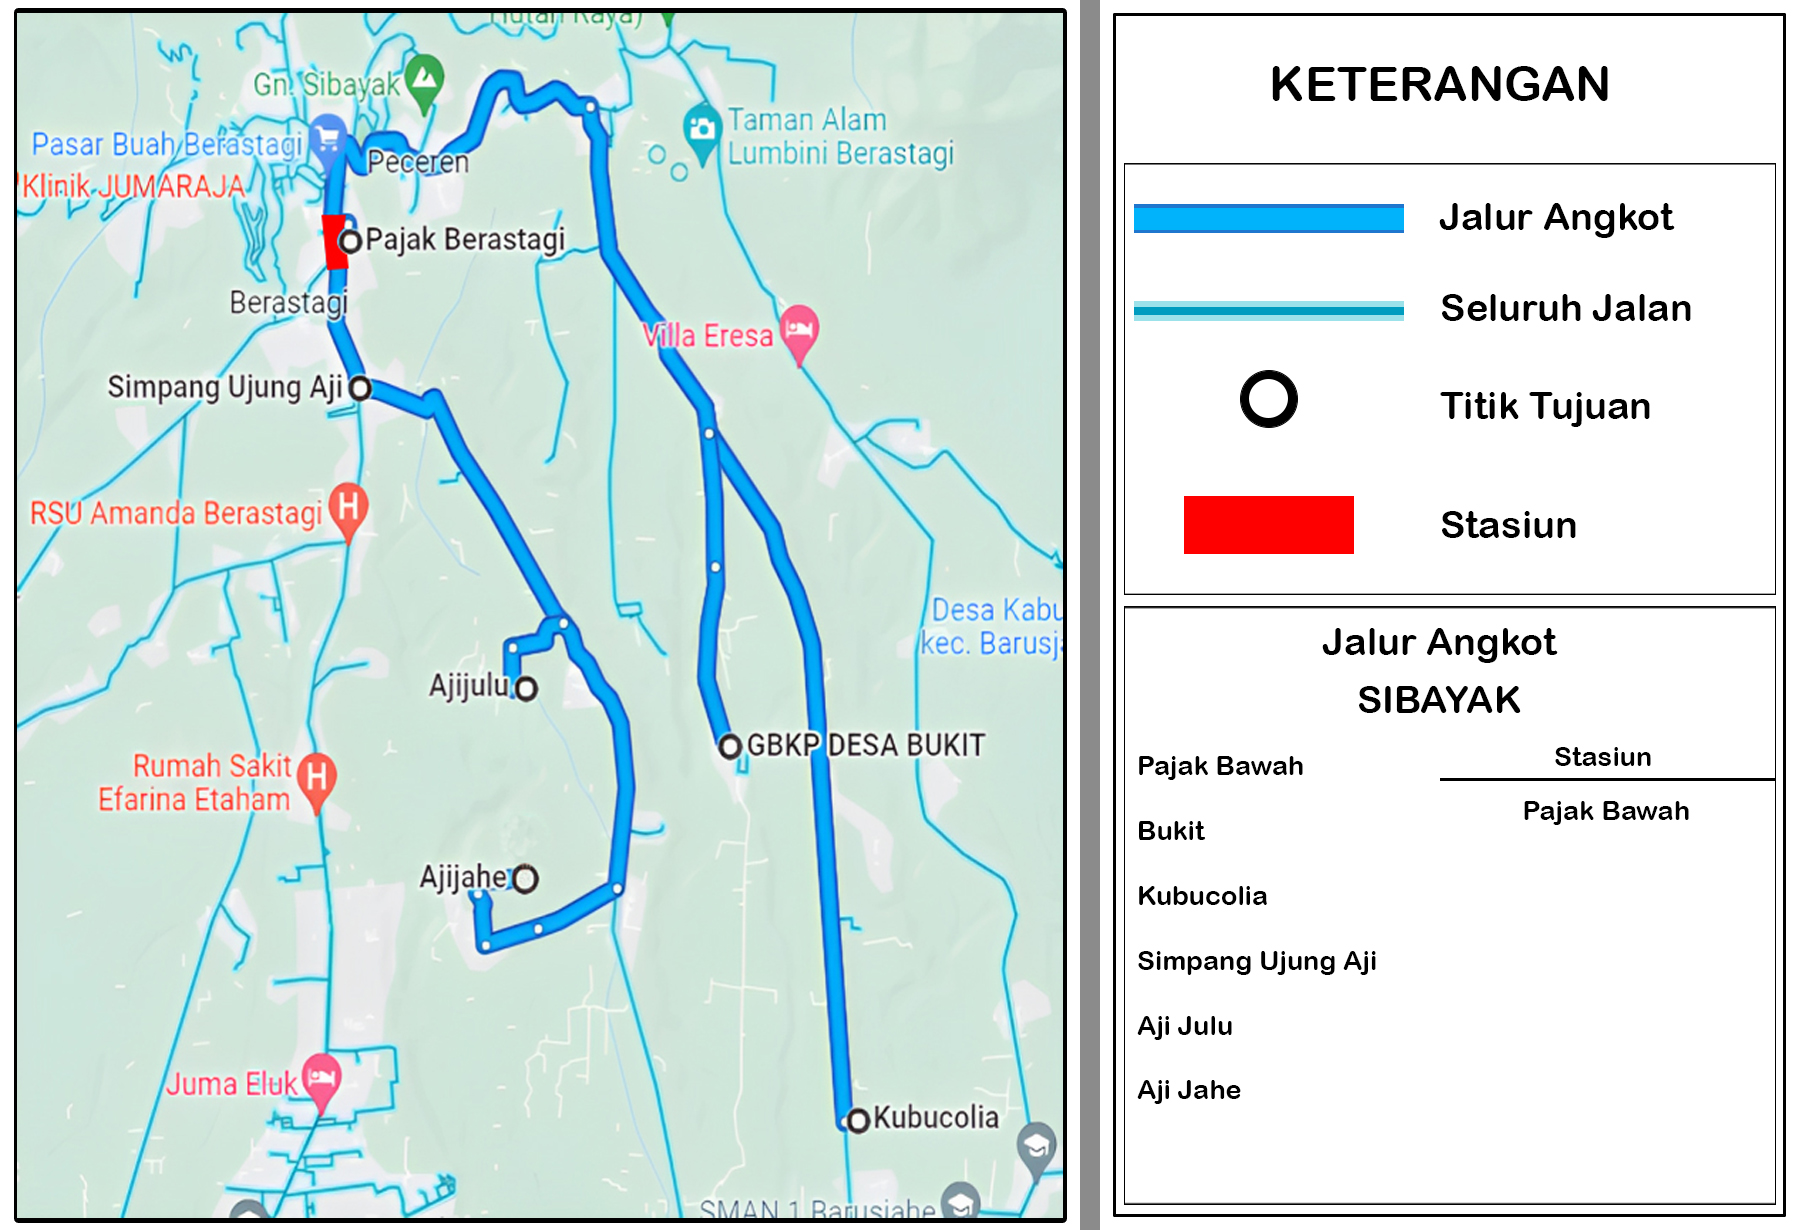 Hutan Raya)
Gn. Sibayak
Taman Alam
Lumbini Berastagi
Pasar Buah Berastagi
Peceren
Klinik JUMARAJA
Pajak Berastagi
Berastagi
Villa Eresa
Simpang Ujung Aji
RSU Amanda Berastagi
Desa Kabu
kec. Barusj
Ajijulu
GBKP DESA BUKIT
Rumah Sakit
Efarina Etaham
Ajijahe
Juma Eluk
Kubucolia
SMAN 1 Barusjahe
KETERANGAN
Jalur Angkot
Seluruh Jalan
Titik Tujuan
Stasiun
Jalur Angkot
SIBAYAK
Pajak Bawah
Bukit
Kubucolia
Simpang Ujung Aji
Aji Julu
Aji Jahe
Stasiun
Pajak Bawah